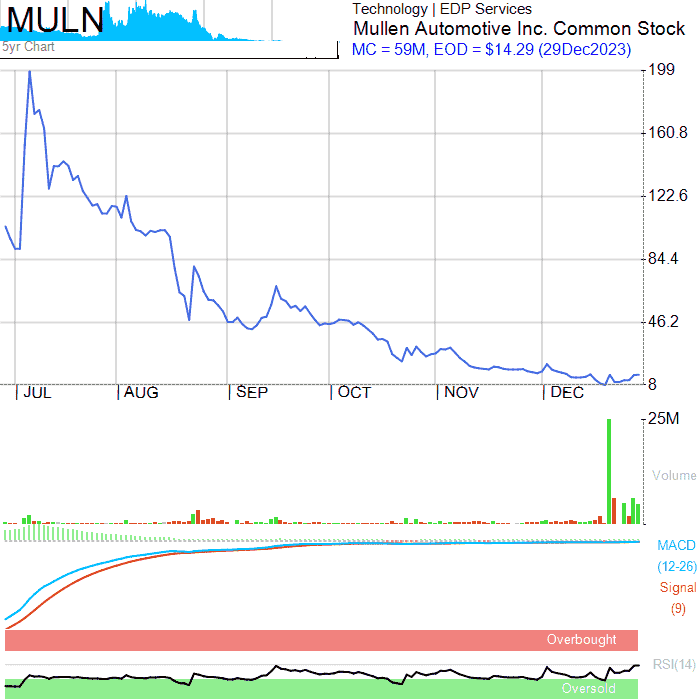 MULN
5yr Chart
Technology | EDP Services
Mullen Automotive Inc. Common Stock
MC = 59M, EOD = $14.29 (29Dec2023)
199
160.8
122.6
84.4
46.2
8
JUL AUG SEP OCT NOV DEC
25M
Volume
MACD
(12-26)
Signal
(9)
Overbought
RSI(14)
Oversold